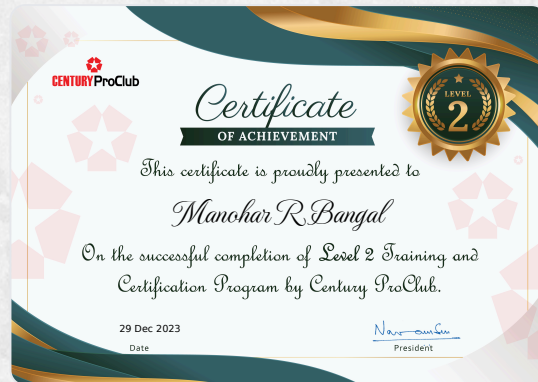 CENTURY ProClub
LEVEL
2
Certificate
OF ACHIEVEMENT
This certificate is proudly presented to
Manohar R Bangal
On the successful completion of Level 2 Training and
Certification Program by Century ProClub.
29 Dec 2023
Date
President